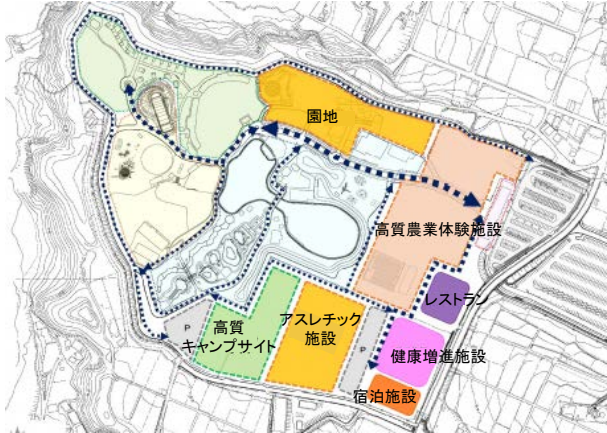 園地
高質農業体験施設
レストラン
高質
キャンプサイト
アスレチック
施設
健康増進施設
宿泊施設
P
P